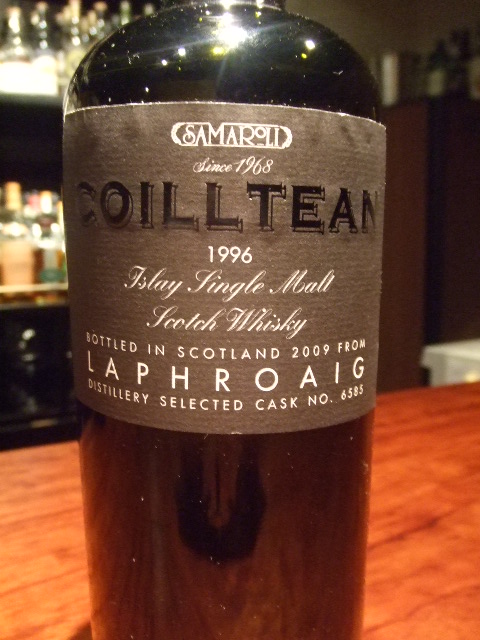 SAMAROLI
Since 1968
COILLTEAN
1996
Islay Single Malt
Scotch Whisky
BOTTLED IN SCOTLAND 2009 FROM
LAPHROAIG
DISTILLERY SELECTED CASK NO. 6585